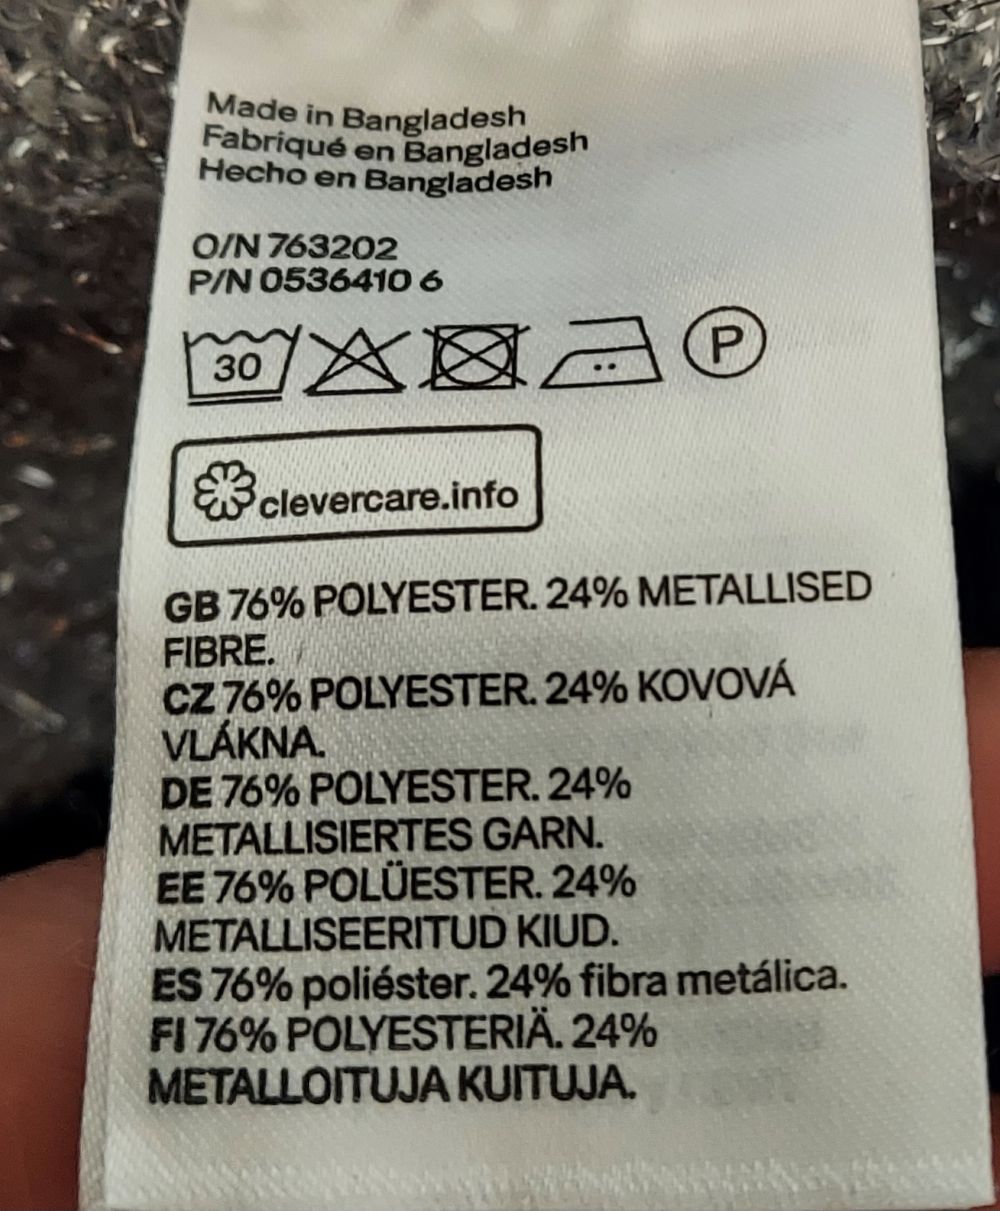 Made in Bangladesh
Fabriqué en Bangladesh
Hecho en Bangladesh
O/N 763202
P/N 0536410 6
30 P
clevercare.info
GB 76% POLYESTER. 24% METALLISED
FIBRE.
CZ 76% POLYESTER. 24% KOVOVÁ
VLÁKNA.
DE 76% POLYESTER. 24%
METALLISIERTES GARN.
EE 76% POLÜESTER. 24%
METALLISEERITUD KIUD.
ES 76% poliéster. 24% fibra metálica.
FI 76% POLYESTERIÄ. 24%
METALLOITUJA KUITUJA.